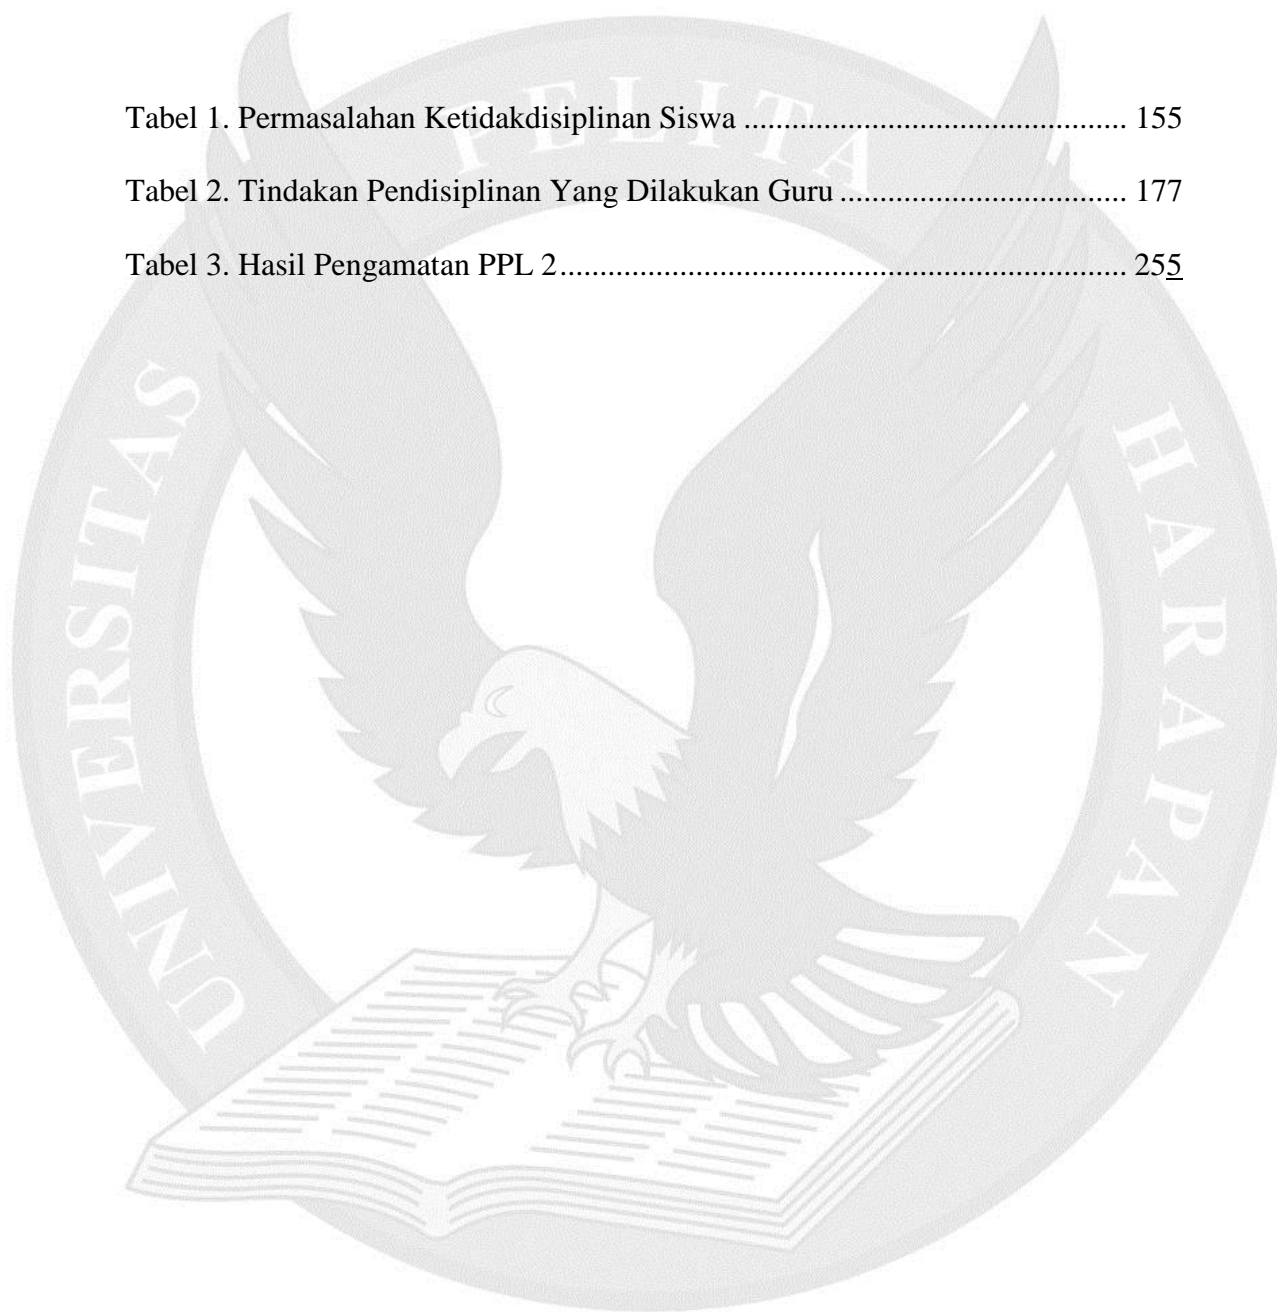 Tabel 1. Permasalahan Ketidakdisiplinan Siswa ................................................ 155
Tabel 2. Tindakan Pendisiplinan Yang Dilakukan Guru .................................... 177
Tabel 3. Hasil Pengamatan PPL 2....................................................................... 255
UNIVERSITAS PELITA HARAPAN